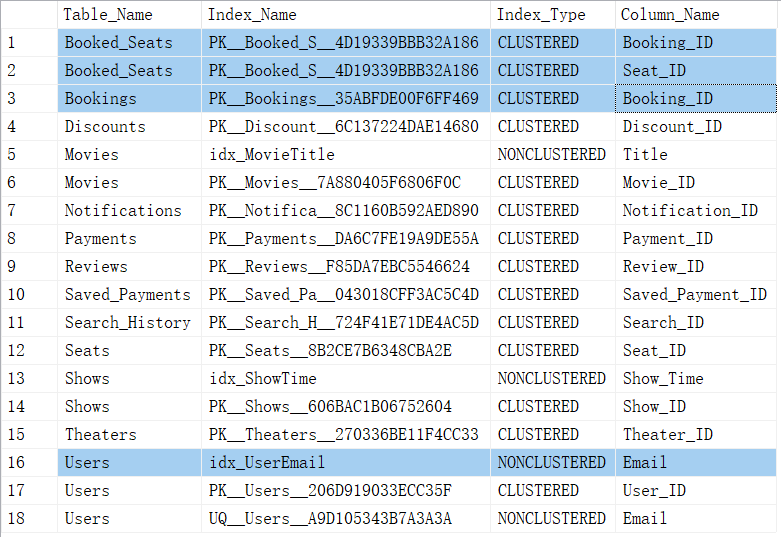 Table_Name Index_Name Index_Type Column_Name
1 Booked_Seats PK__Booked_S__4D19339BBB32A186 CLUSTERED Booking_ID
2 Booked_Seats PK__Booked_S__4D19339BBB32A186 CLUSTERED Seat_ID
3 Bookings PK__Bookings__35ABFDE00F6FF469 CLUSTERED Booking_ID
4 Discounts PK__Discount__6C137224DAE14680 CLUSTERED Discount_ID
5 Movies idx_MovieTitle NONCLUSTERED Title
6 Movies PK__Movies__7A880405F6806F0C CLUSTERED Movie_ID
7 Notifications PK__Notifica__8C1160B592AED890 CLUSTERED Notification_ID
8 Payments PK__Payments__DA6C7FE19A9DE55A CLUSTERED Payment_ID
9 Reviews PK__Reviews__F85DA7EBC5546624 CLUSTERED Review_ID
10 Saved_Payments PK__Saved_Pa__043018CFF3AC5C4D CLUSTERED Saved_Payment_ID
11 Search_History PK__Search_H__724F41E71DE4AC5D CLUSTERED Search_ID
12 Seats PK__Seats__8B2CE7B6348CBA2E CLUSTERED Seat_ID
13 Shows idx_ShowTime NONCLUSTERED Show_Time
14 Shows PK__Shows__606BAC1B06752604 CLUSTERED Show_ID
15 Theaters PK__Theaters__270336BE11F4CC33 CLUSTERED Theater_ID
16 Users idx_UserEmail NONCLUSTERED Email
17 Users PK__Users__206D919033ECC35F CLUSTERED User_ID
18 Users UQ__Users__A9D105343B7A3A3A NONCLUSTERED Email